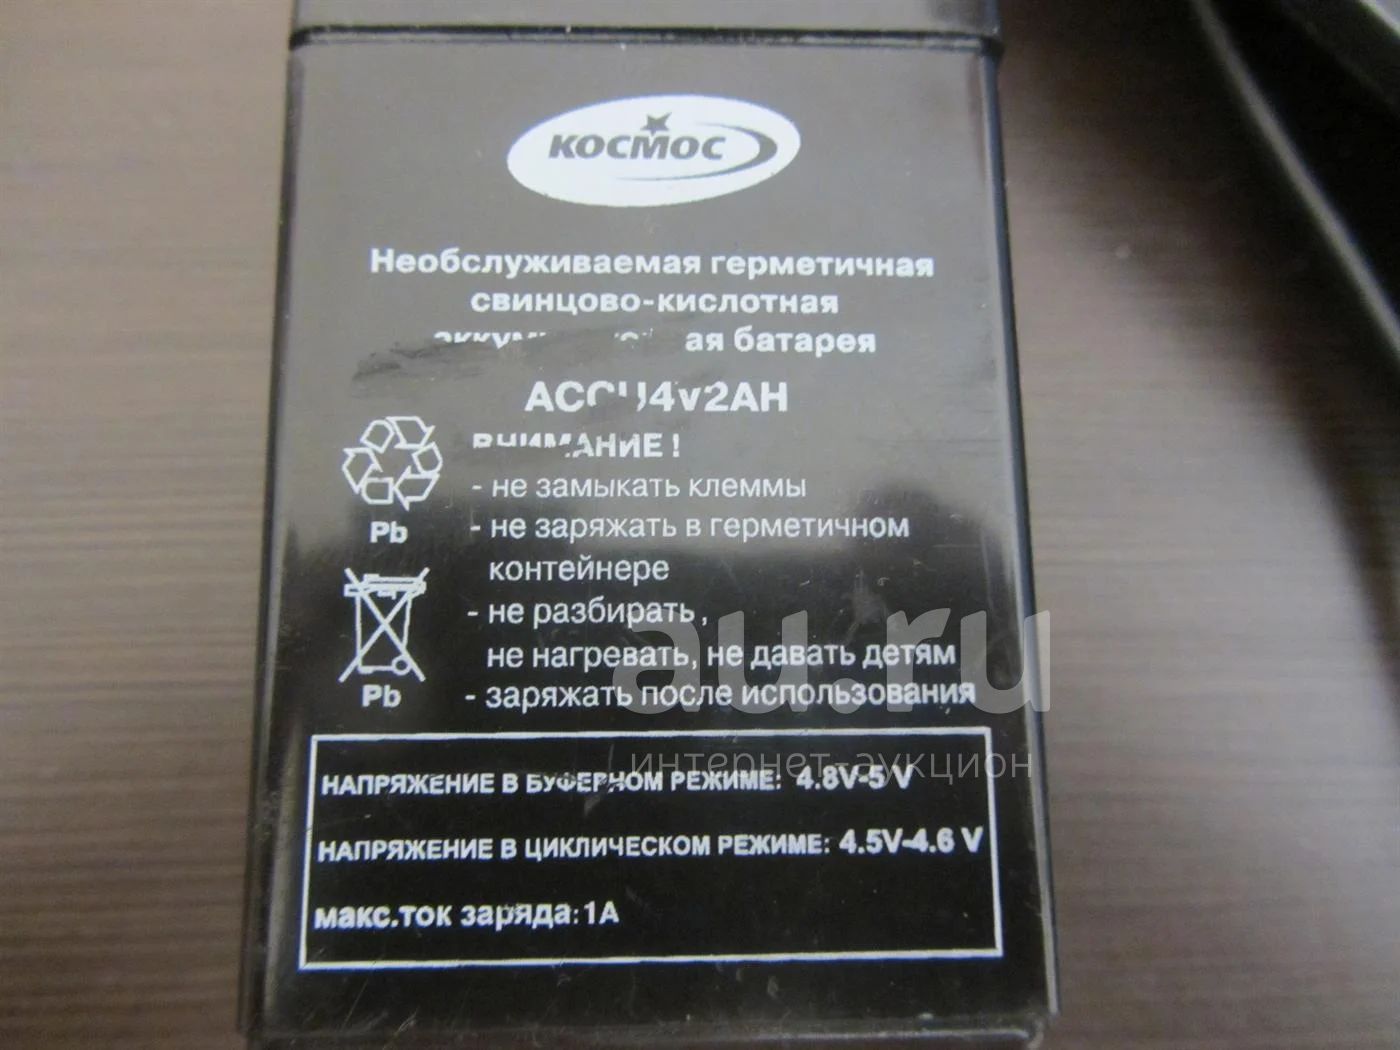 КОСМОС
Необслуживаемая герметичная
свинцово-кислотная
ая батарея
ACCU4v2AH
ВНИМАНИЕ !
- не замыкать клеммы
- не заряжать в герметичном
контейнере
- не разбирать,
не нагревать, не давать детям
- заряжать после использования
Pb
Pb
au.ru
интернет-аукцион
НАПРЯЖЕНИЕ В БУФЕРНОМ РЕЖИМЕ: 4.8V-5 V
НАПРЯЖЕНИЕ В ЦИКЛИЧЕСКОМ РЕЖИМЕ: 4.5V-4.6 V
макс.ток заряда: 1А